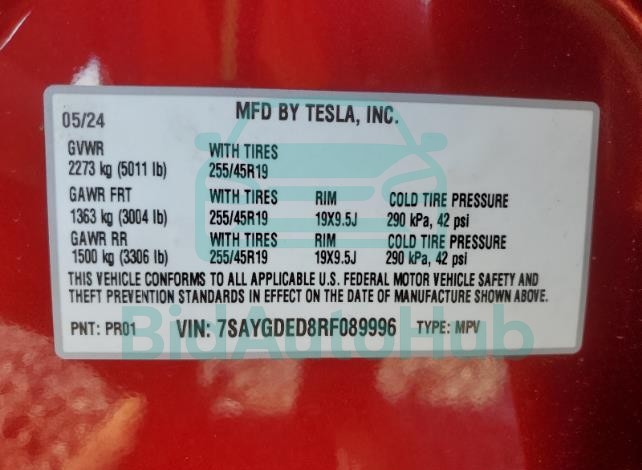 05/24 MFD BY TESLA, INC.
GVWR WITH TIRES
2273 kg (5011 lb) 255/45R19
GAWR FRT WITH TIRES RIM COLD TIRE PRESSURE
1363 kg (3004 lb) 255/45R19 19X9.5J 290 kPa, 42 psi
GAWR RR WITH TIRES RIM COLD TIRE PRESSURE
1500 kg (3306 lb) 255/45R19 19X9.5J 290 kPa, 42 psi
THIS VEHICLE CONFORMS TO ALL APPLICABLE U.S. FEDERAL MOTOR VEHICLE SAFETY AND
THEFT PREVENTION STANDARDS IN EFFECT ON THE DATE OF MANUFACTURE SHOWN ABOVE.
PNT: PR01 VIN: 7SAYGDED8RF089996 TYPE: MPV
BidAutoHub